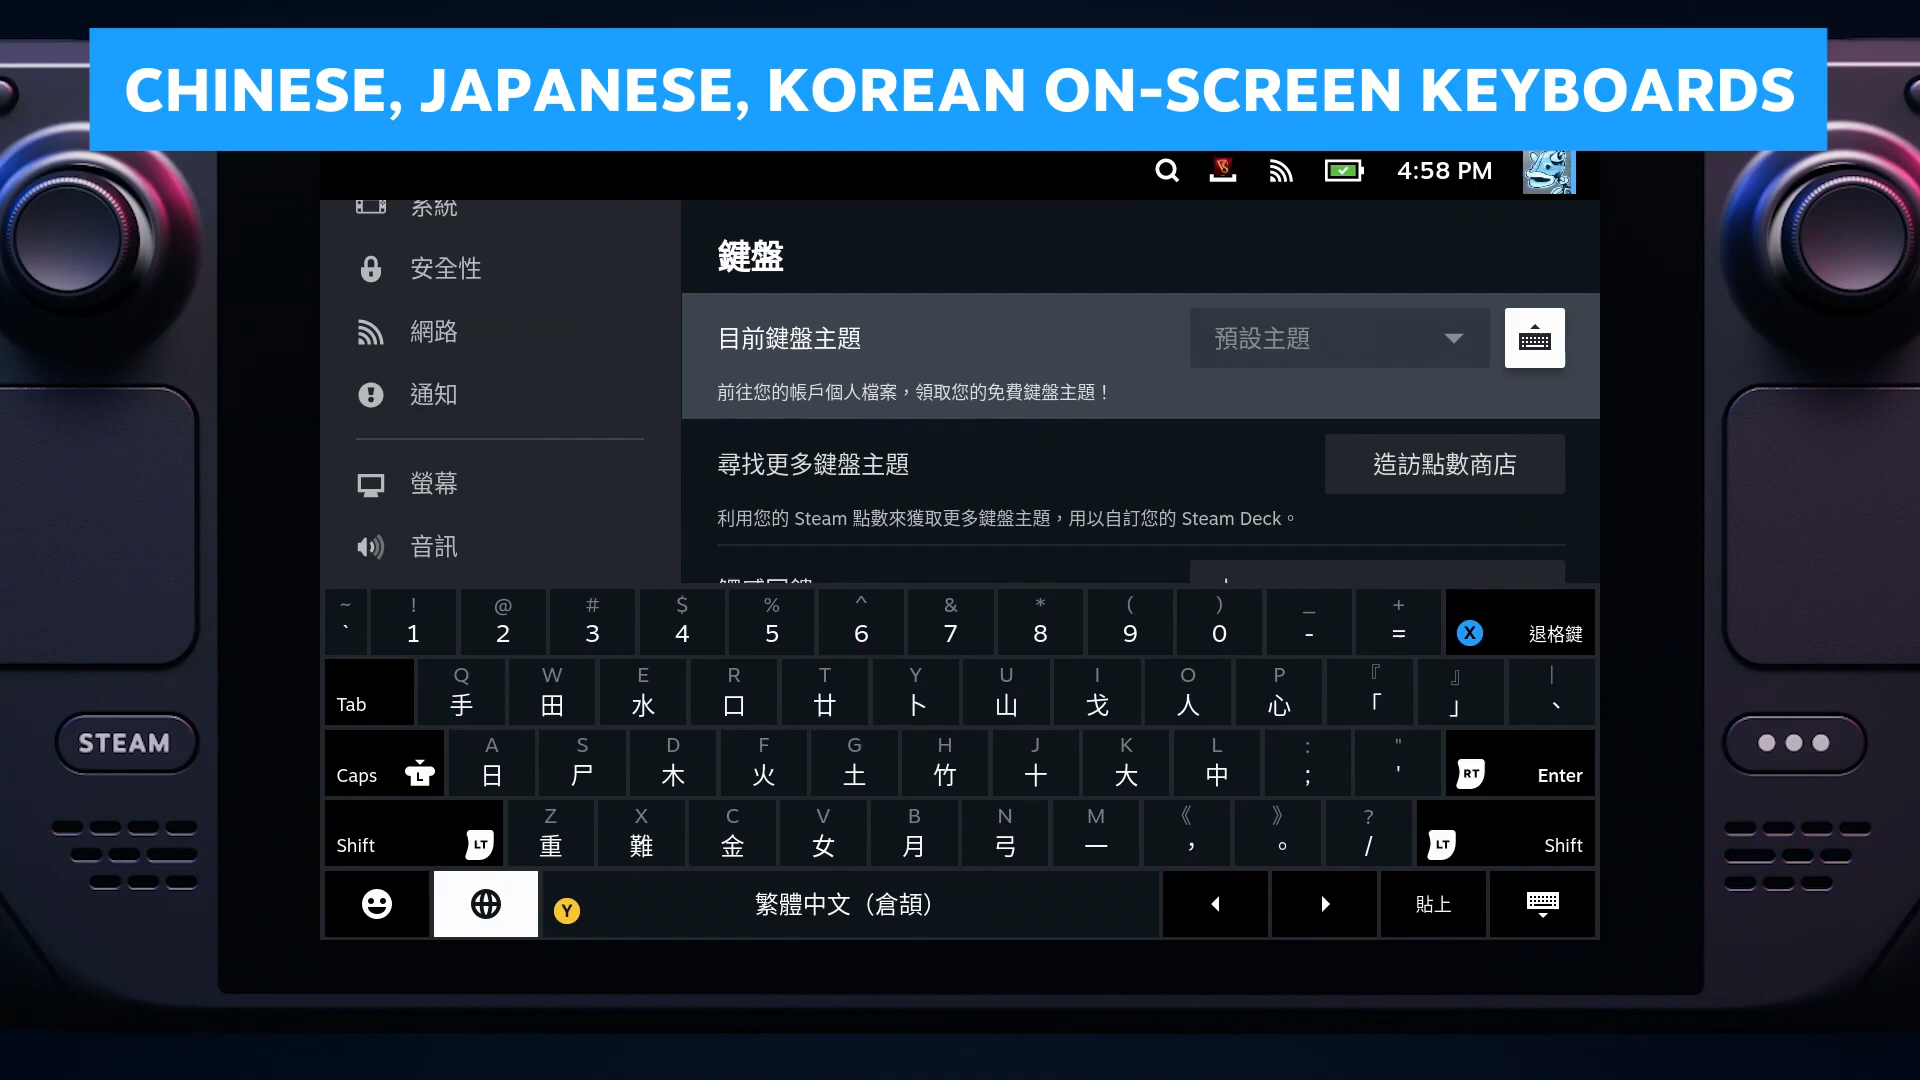 CHINESE, JAPANESE, KOREAN ON-SCREEN KEYBOARDS
4:58 PM
系統
安全性
網路
通知
螢幕
音訊
鍵盤
目前鍵盤主題
預設主題
前往您的帳戶個人檔案，領取您的免費鍵盤主題！
尋找更多鍵盤主題
造訪點數商店
利用您的 Steam 點數來獲取更多鍵盤主題，用以自訂您的 Steam Deck。
~ ! @ # $ % ^ & * ( ) _ +
` 1 2 3 4 5 6 7 8 9 0 - = X 退格鍵
Q W E R T Y U I O P 『 』 |
Tab 手 田 水 口 廿 卜 山 戈 人 心 「 」 、
A S D F G H J K L : "
Caps L 日 尸 木 火 土 竹 十 大 中 ; ' RT Enter
Z X C V B N M 《 》 ?
Shift LT 重 難 金 女 月 弓 一 ， 。 / LT Shift
Y 繁體中文（倉頡） 貼上
STEAM